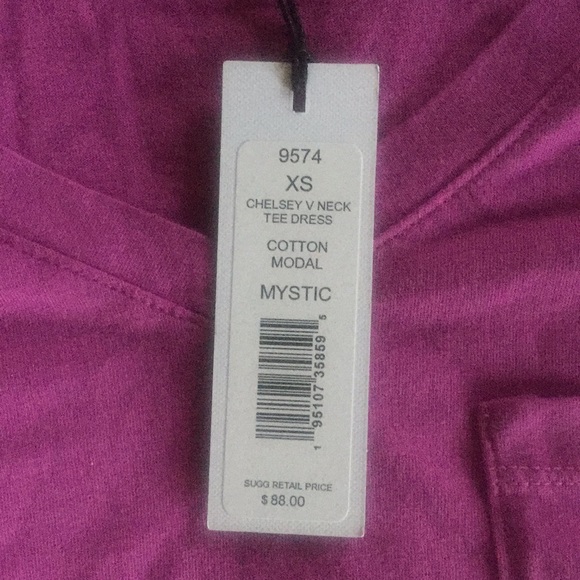 9574
XS
CHELSEY V NECK
TEE DRESS
COTTON
MODAL
MYSTIC
1 95107 35859 5
SUGG RETAIL PRICE
$88.00